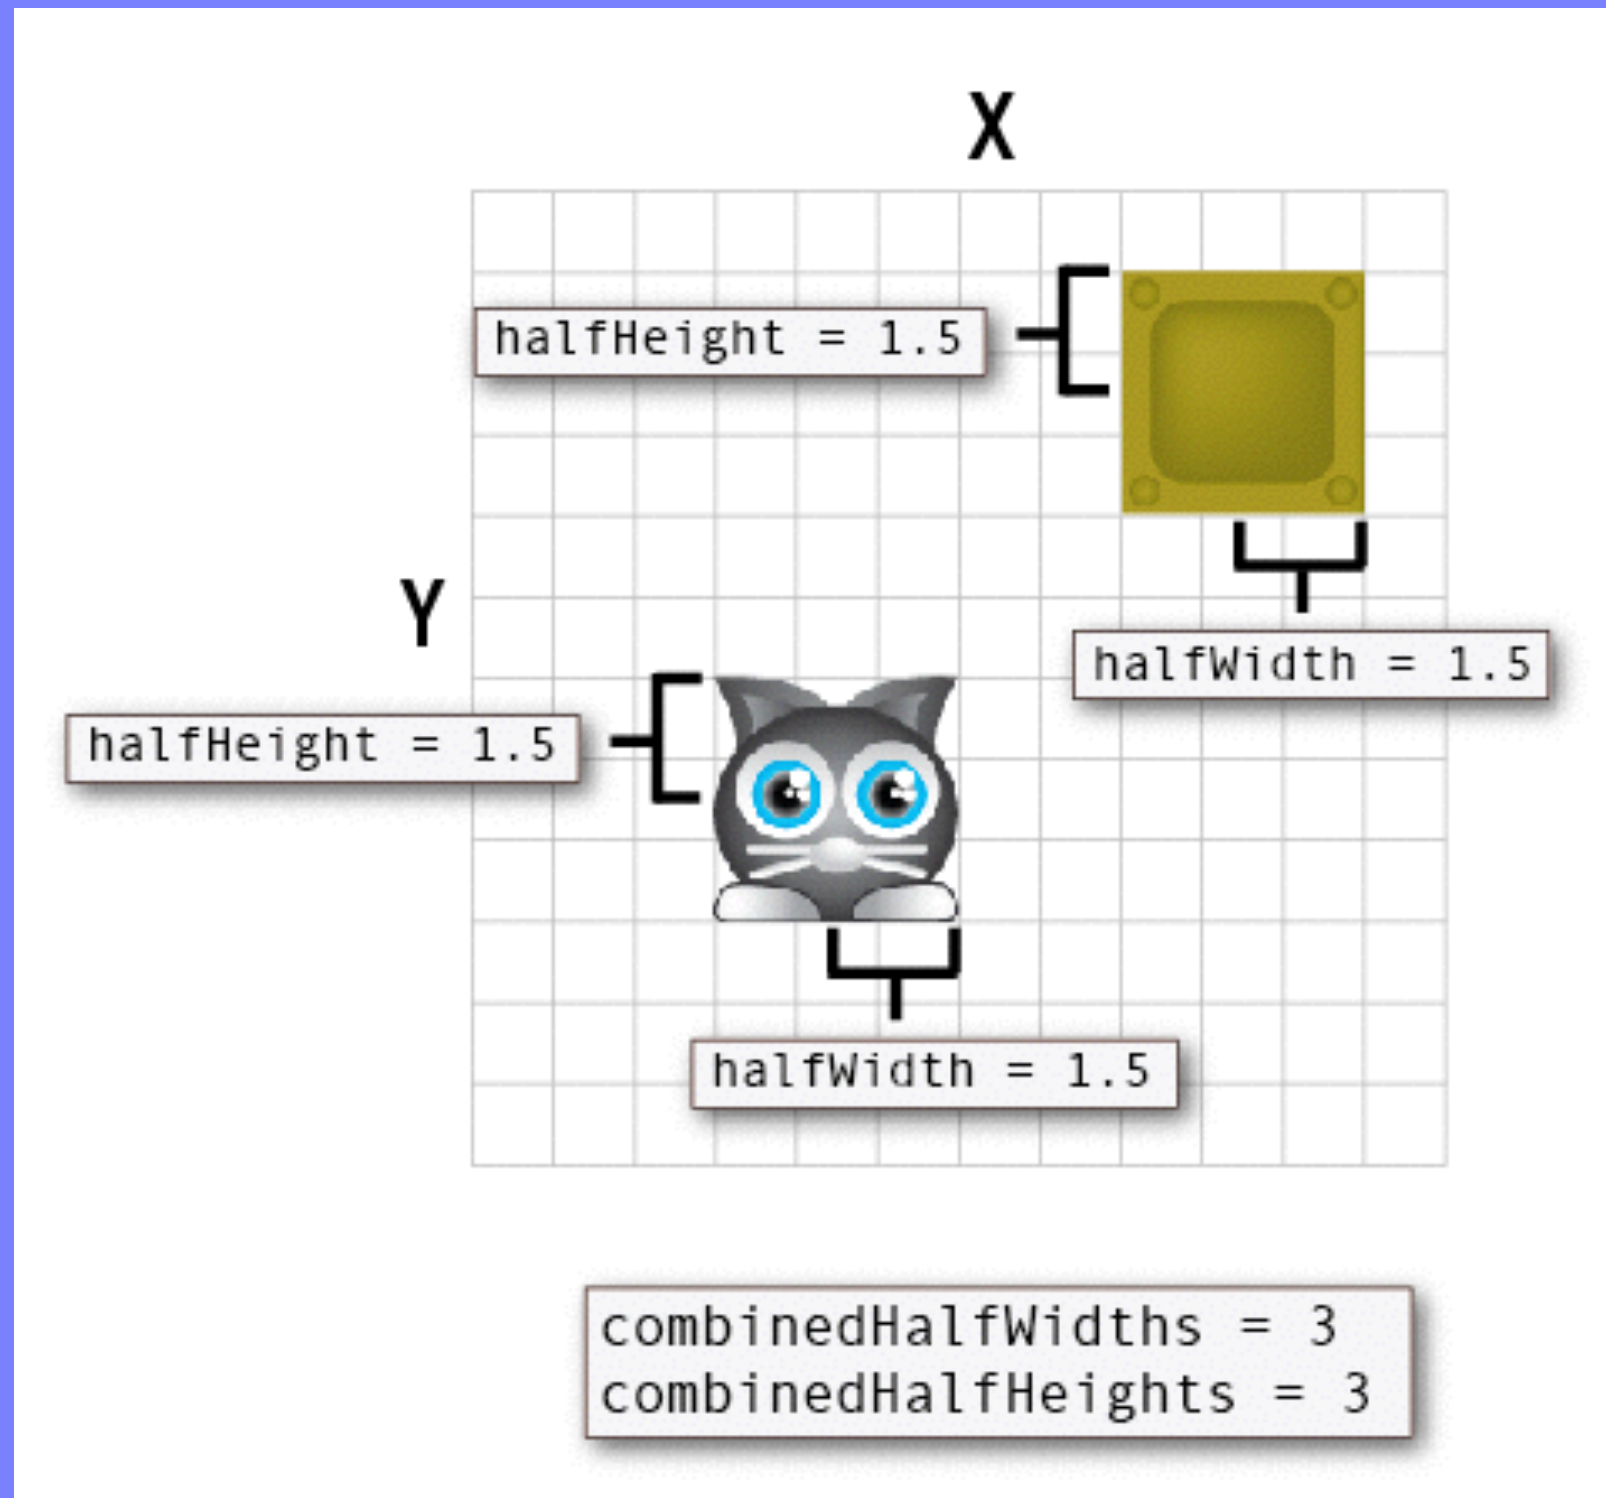 X
halfHeight = 1.5
Y
halfWidth = 1.5
halfHeight = 1.5
halfWidth = 1.5
combinedHalfWidths = 3
combinedHalfHeights = 3